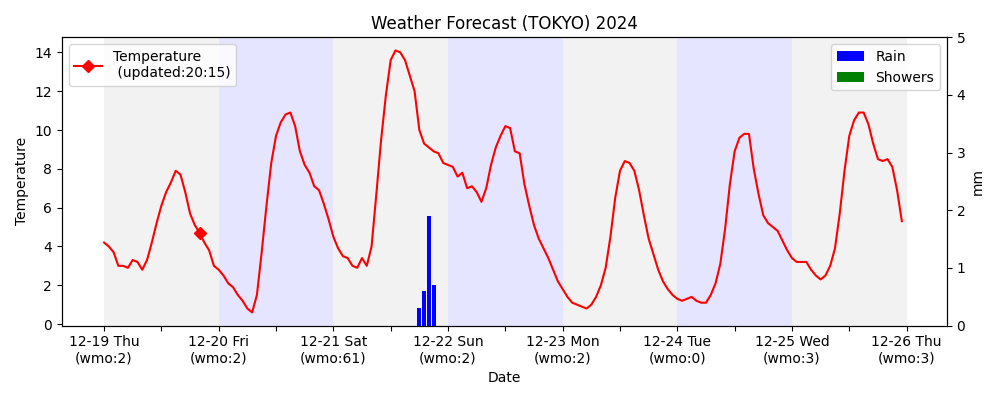 Weather Forecast (TOKYO) 2024
Temperature
(updated:20:15)
Rain
Showers
14
12
10
8
6
4
2
0
Temperature
5
4
3
2
1
0
mm
12-19 Thu 12-20 Fri 12-21 Sat 12-22 Sun 12-23 Mon 12-24 Tue 12-25 Wed 12-26 Thu
(wmo:2) (wmo:2) (wmo:61) (wmo:2) (wmo:2) (wmo:0) (wmo:3) (wmo:3)
Date